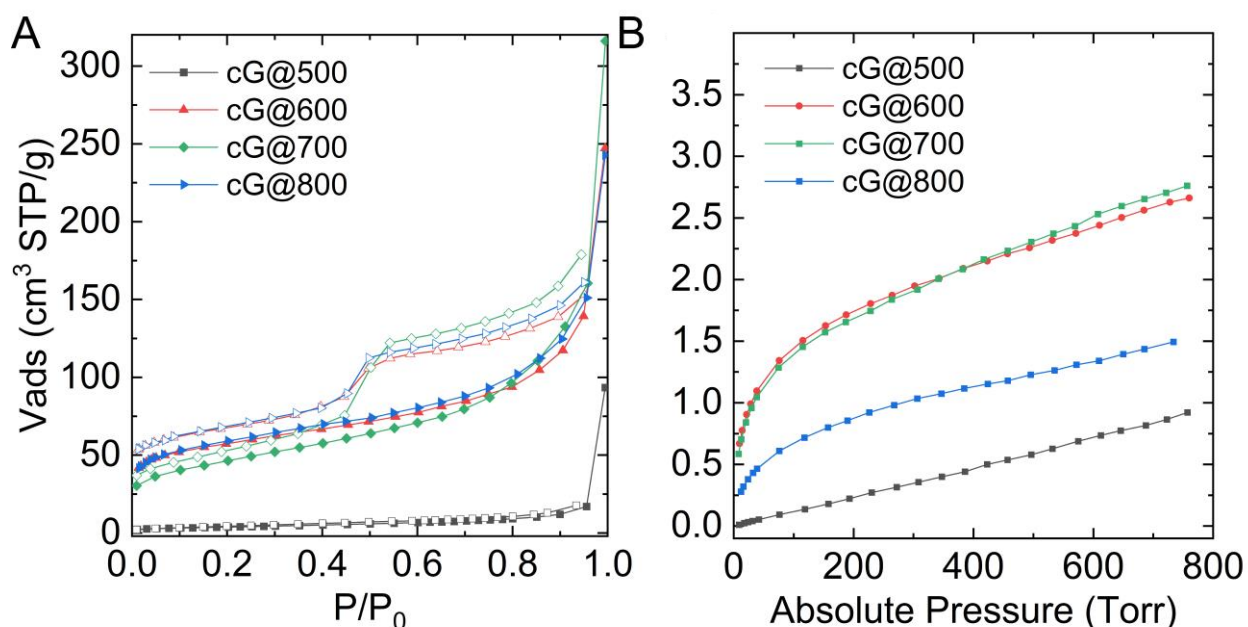 A
300
250
200
150
100
50
0
Vads (cm³ STP/g)
cG@500
cG@600
cG@700
cG@800
0.0 0.2 0.4 0.6 0.8 1.0
P/P₀
B
3.5
3.0
2.5
2.0
1.5
1.0
0.5
0.0
cG@500
cG@600
cG@700
cG@800
0 200 400 600 800
Absolute Pressure (Torr)